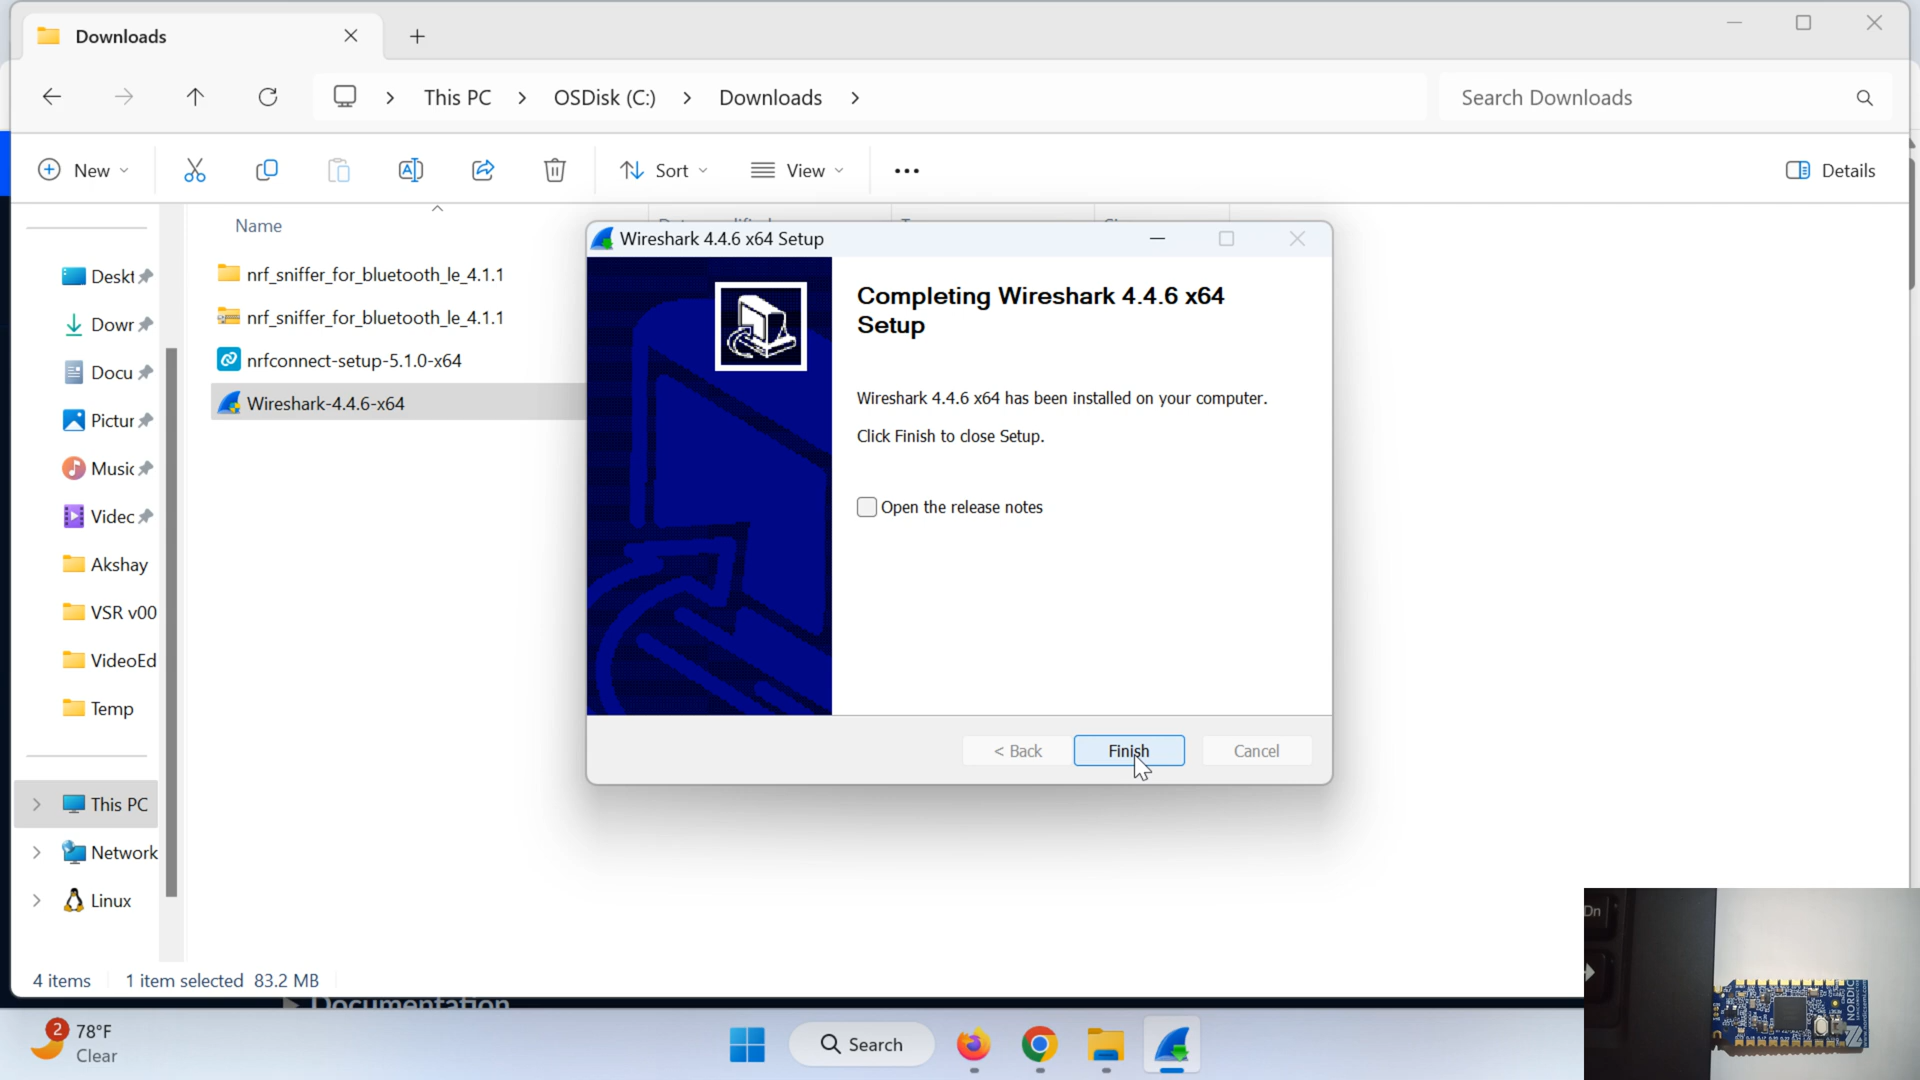 Downloads
This PC
OSDisk (C:)
Downloads
Search Downloads
New
Sort
View
Details
Name
nrf_sniffer_for_bluetooth_le_4.1.1
nrf_sniffer_for_bluetooth_le_4.1.1
nrfconnect-setup-5.1.0-x64
Wireshark-4.4.6-x64
Deskt
Dowr
Docu
Pictur
Music
Videc
Akshay
VSR v00
VideoEd
Temp
This PC
Network
Linux
Wireshark 4.4.6 x64 Setup
Completing Wireshark 4.4.6 x64
Setup
Wireshark 4.4.6 x64 has been installed on your computer.
Click Finish to close Setup.
Open the release notes
< Back
Finish
Cancel
4 items
1 item selected 83.2 MB
Documentation
2
78°F
Clear
Search
Dn
NORDIC